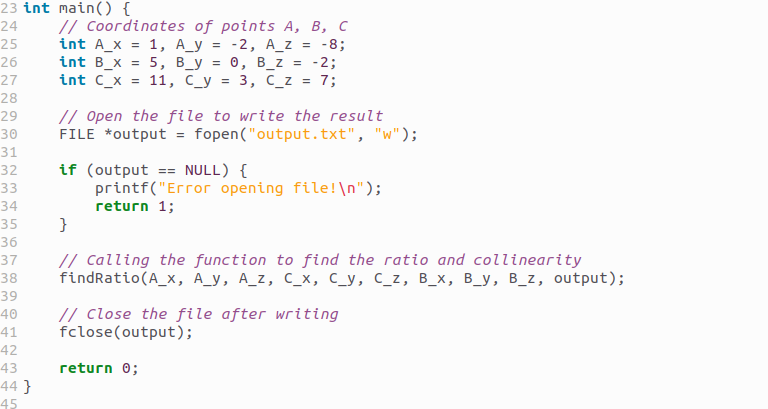 23 int main() {
24     // Coordinates of points A, B, C
25     int A_x = 1, A_y = -2, A_z = -8;
26     int B_x = 5, B_y = 0, B_z = -2;
27     int C_x = 11, C_y = 3, C_z = 7;
28
29     // Open the file to write the result
30     FILE *output = fopen("output.txt", "w");
31
32     if (output == NULL) {
33         printf("Error opening file!\n");
34         return 1;
35     }
36
37     // Calling the function to find the ratio and collinearity
38     findRatio(A_x, A_y, A_z, C_x, C_y, C_z, B_x, B_y, B_z, output);
39
40     // Close the file after writing
41     fclose(output);
42
43     return 0;
44 }
45